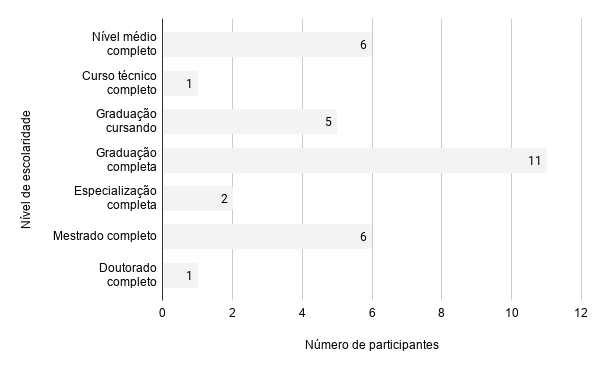 Nível de escolaridade
Nível médio
completo
6
Curso técnico
completo
1
Graduação
cursando
5
Graduação
completa
11
Especialização
completa
2
Mestrado completo
6
Doutorado
completo
1
0 2 4 6 8 10 12
Número de participantes